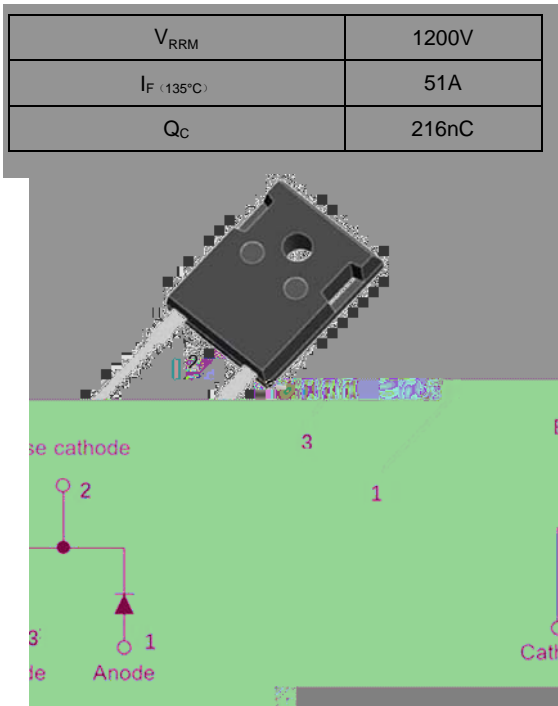 VRRM 1200V
IF（135°C） 51A
QC 216nC
2
3
se cathode
1
2
3
1
de
Anode
Cath